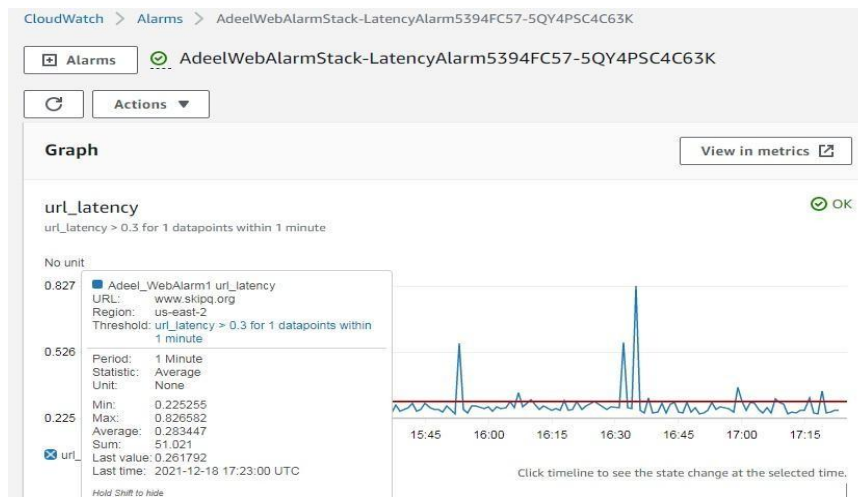 CloudWatch > Alarms > AdeelWebAlarmStack-LatencyAlarm5394FC57-5QY4PSC4C63K
Alarms AdeelWebAlarmStack-LatencyAlarm5394FC57-5QY4PSC4C63K
Actions
Graph
View in metrics
url_latency
OK
url_latency > 0.3 for 1 datapoints within 1 minute
No unit
0.827
0.526
0.225
Adeel_WebAlarm1 url_latency
URL: www.skipq.org
Region: us-east-2
Threshold: url_latency > 0.3 for 1 datapoints within
1 minute
Period: 1 Minute
Statistic: Average
Unit: None
Min: 0.225255
Max: 0.826582
Average: 0.283447
Sum: 51.021
Last value: 0.261792
Last time: 2021-12-18 17:23:00 UTC
Hold Shift to hide
15:45 16:00 16:15 16:30 16:45 17:00 17:15
url_
Click timeline to see the state change at the selected time.